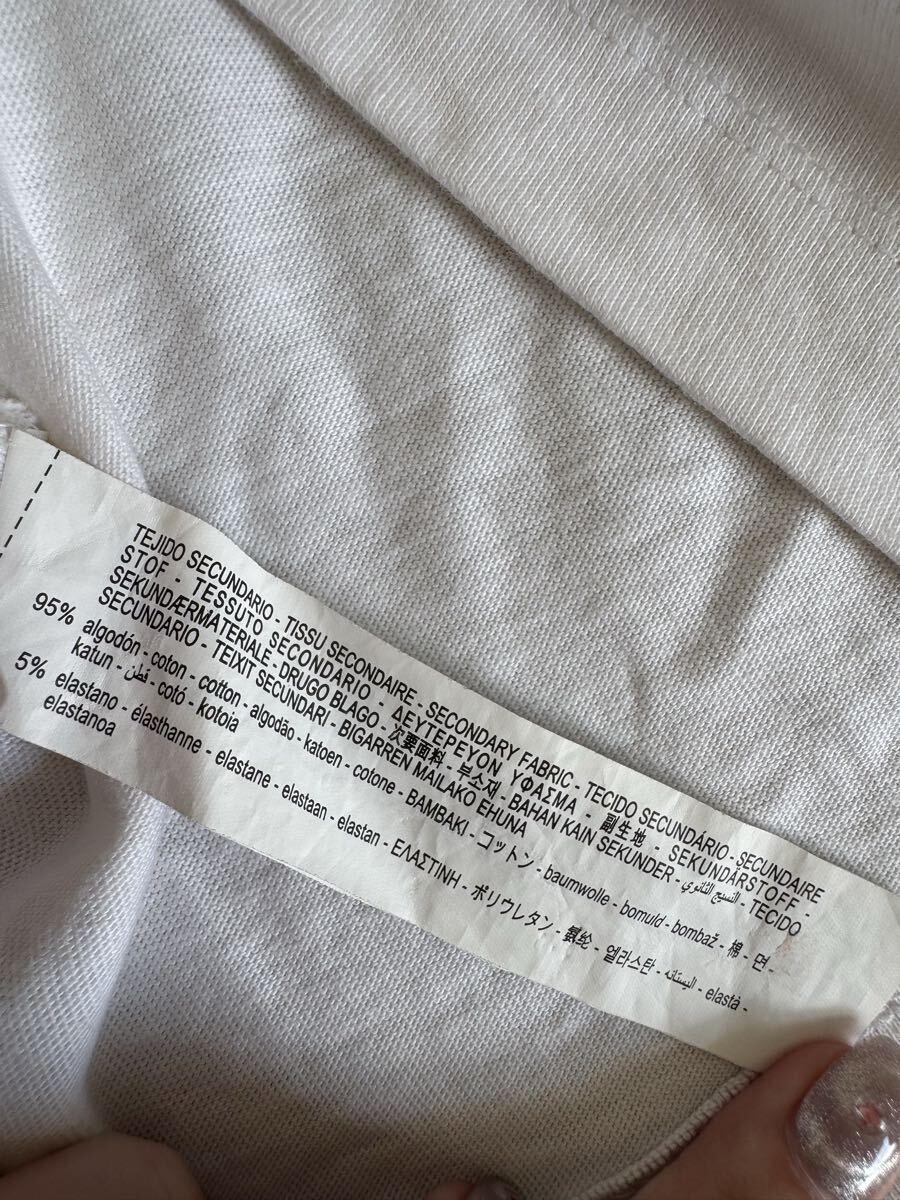 TEJIDO SECUNDARIO - TISSU SECONDAIRE - SECONDARY FABRIC - TECIDO SECUNDÁRIO - SECUNDAIRE
STOF - TESSUTO SECONDARIO - ΔΕΥΤΕΡΕΥΟΝ ΥΦΑΣΜΑ - 副生地 - SEKUNDÄRSTOFF -
SEKUNDÆRMATERIALE - DRUGO BLAGO - 次要面料 - 부소재 - BAHAN KAIN SEKUNDER - النسيج الثانوي - TECIDO
SECUNDARIO - TEIXIT SECUNDARI - BIGARREN MAILAKO EHUNA
95% algodón - coton - cotton - algodão - katoen - cotone - BAMBAKI - コットン - baumwolle - bomuld - bombaž - 棉 - 면 -
katun - قطن - cotó - kotoia
5% elastano - élasthanne - elastane - elastaan - elastan - ΕΛΑΣΤΙΝΗ - ポリウレタン - 氨纶 - 엘라스탄 - اليستانه - elastà -
elastanoa